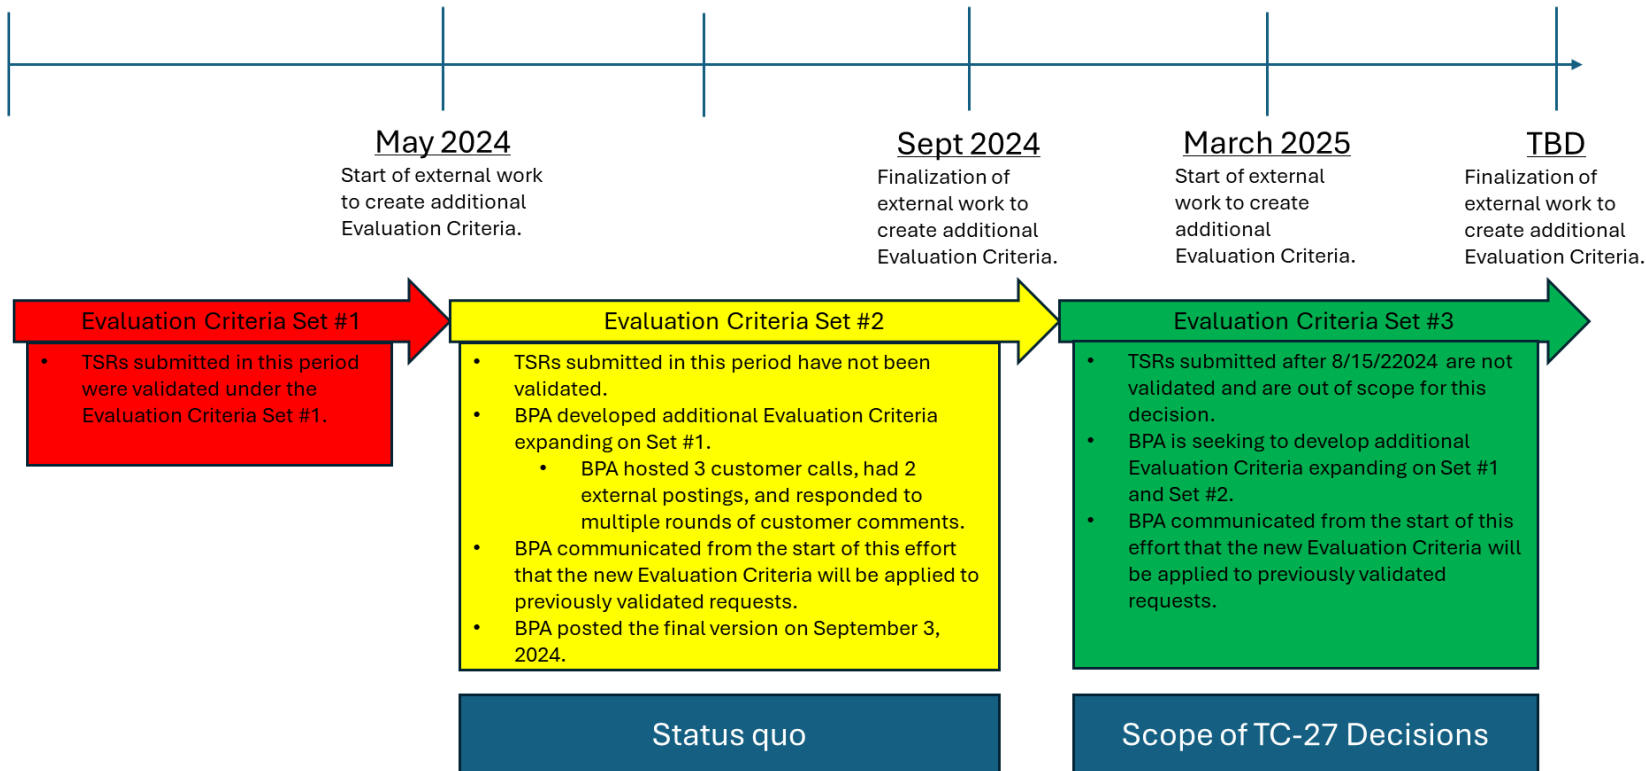 May 2024
Start of external work
to create additional
Evaluation Criteria.
Sept 2024
Finalization of
external work to
create additional
Evaluation Criteria.
March 2025
Start of external
work to create
additional
Evaluation Criteria.
TBD
Finalization of
external work to
create additional
Evaluation Criteria.
Evaluation Criteria Set #1
• TSRs submitted in this period
were validated under the
Evaluation Criteria Set #1.
Evaluation Criteria Set #2
• TSRs submitted in this period have not been
validated.
• BPA developed additional Evaluation Criteria
expanding on Set #1.
• BPA hosted 3 customer calls, had 2
external postings, and responded to
multiple rounds of customer comments.
• BPA communicated from the start of this effort
that the new Evaluation Criteria will be applied to
previously validated requests.
• BPA posted the final version on September 3,
2024.
Status quo
Evaluation Criteria Set #3
• TSRs submitted after 8/15/22024 are not
validated and are out of scope for this
decision.
• BPA is seeking to develop additional
Evaluation Criteria expanding on Set #1
and Set #2.
• BPA communicated from the start of this
effort that the new Evaluation Criteria will
be applied to previously validated
requests.
Scope of TC-27 Decisions